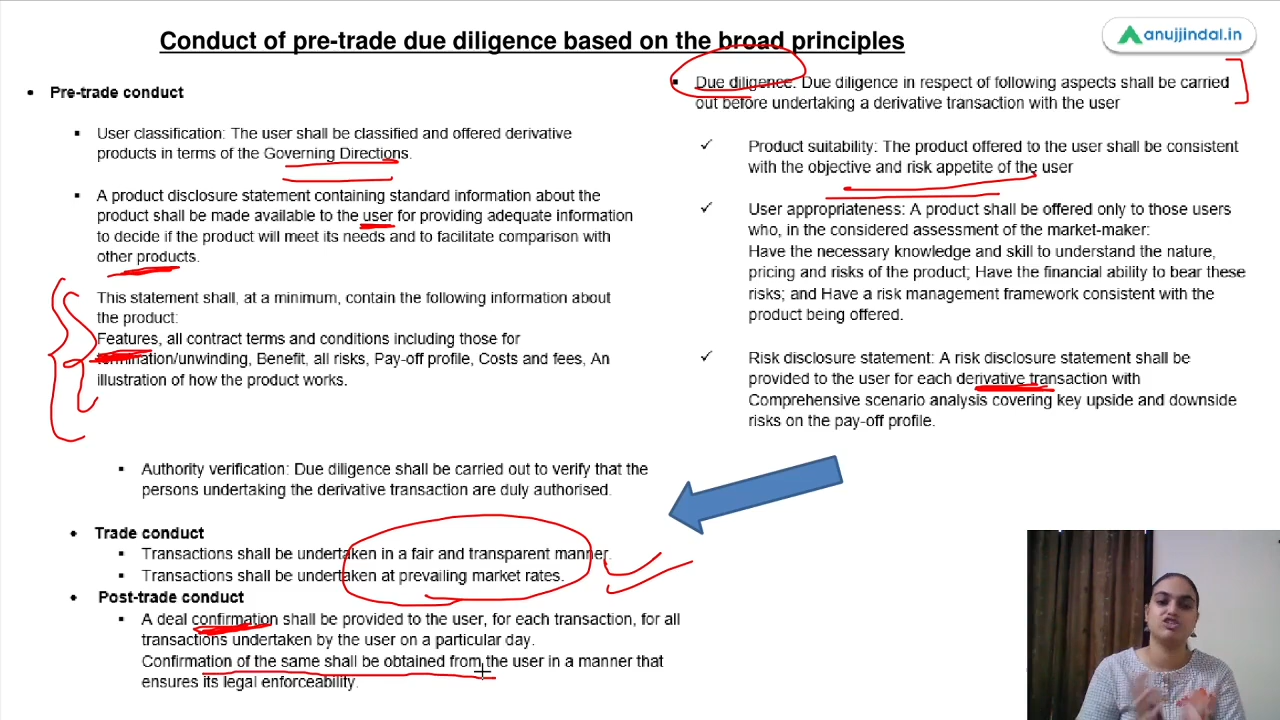 Conduct of pre-trade due diligence based on the broad principles
anujjindal.in
• Pre-trade conduct
▪ User classification: The user shall be classified and offered derivative
products in terms of the Governing Directions.
▪ A product disclosure statement containing standard information about the
product shall be made available to the user for providing adequate information
to decide if the product will meet its needs and to facilitate comparison with
other products.
This statement shall, at a minimum, contain the following information about
the product:
Features, all contract terms and conditions including those for
termination/unwinding, Benefit, all risks, Pay-off profile, Costs and fees, An
illustration of how the product works.
▪ Authority verification: Due diligence shall be carried out to verify that the
persons undertaking the derivative transaction are duly authorised.
• Trade conduct
▪ Transactions shall be undertaken in a fair and transparent manner.
▪ Transactions shall be undertaken at prevailing market rates.
• Post-trade conduct
▪ A deal confirmation shall be provided to the user, for each transaction, for all
transactions undertaken by the user on a particular day.
Confirmation of the same shall be obtained from the user in a manner that
ensures its legal enforceability.
▪ Due diligence: Due diligence in respect of following aspects shall be carried
out before undertaking a derivative transaction with the user
✓ Product suitability: The product offered to the user shall be consistent
with the objective and risk appetite of the user
✓ User appropriateness: A product shall be offered only to those users
who, in the considered assessment of the market-maker:
Have the necessary knowledge and skill to understand the nature,
pricing and risks of the product; Have the financial ability to bear these
risks; and Have a risk management framework consistent with the
product being offered.
✓ Risk disclosure statement: A risk disclosure statement shall be
provided to the user for each derivative transaction with
Comprehensive scenario analysis covering key upside and downside
risks on the pay-off profile.